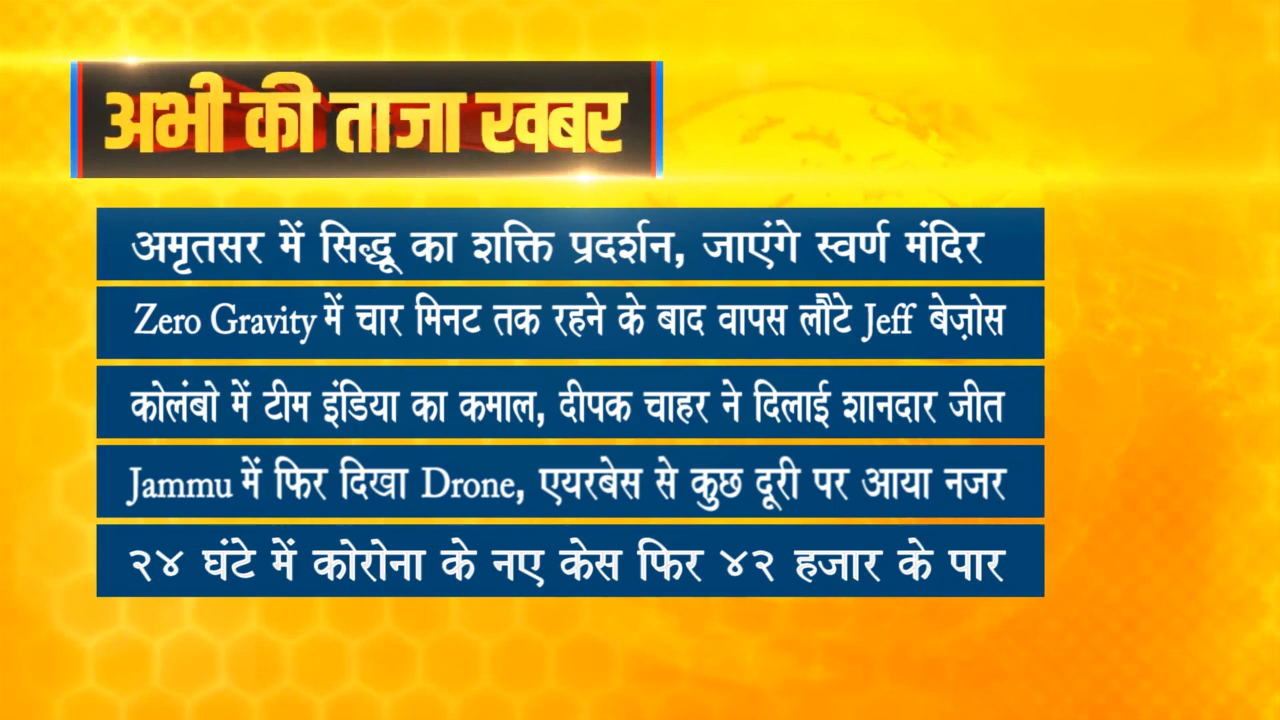 अभी की ताजा खबर
अमृतसर में सिद्धू का शक्ति प्रदर्शन, जाएंगे स्वर्ण मंदिर
Zero Gravity में चार मिनट तक रहने के बाद वापस लौटे Jeff बेज़ोस
कोलंबो में टीम इंडिया का कमाल, दीपक चाहर ने दिलाई शानदार जीत
Jammu में फिर दिखा Drone, एयरबेस से कुछ दूरी पर आया नजर
२४ घंटे में कोरोना के नए केस फिर ४२ हजार के पार